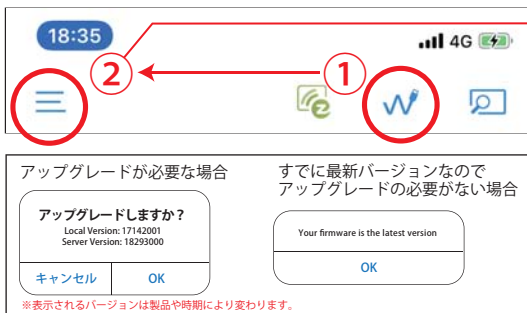 18:35
4G
② ①
アップグレードが必要な場合
アップグレードしますか？
Local Version: 17142001
Server Version: 18293000
キャンセル OK
すでに最新バージョンなので
アップグレードの必要がない場合
Your firmware is the latest version
OK
※表示されるバージョンは製品や時期により変わります。